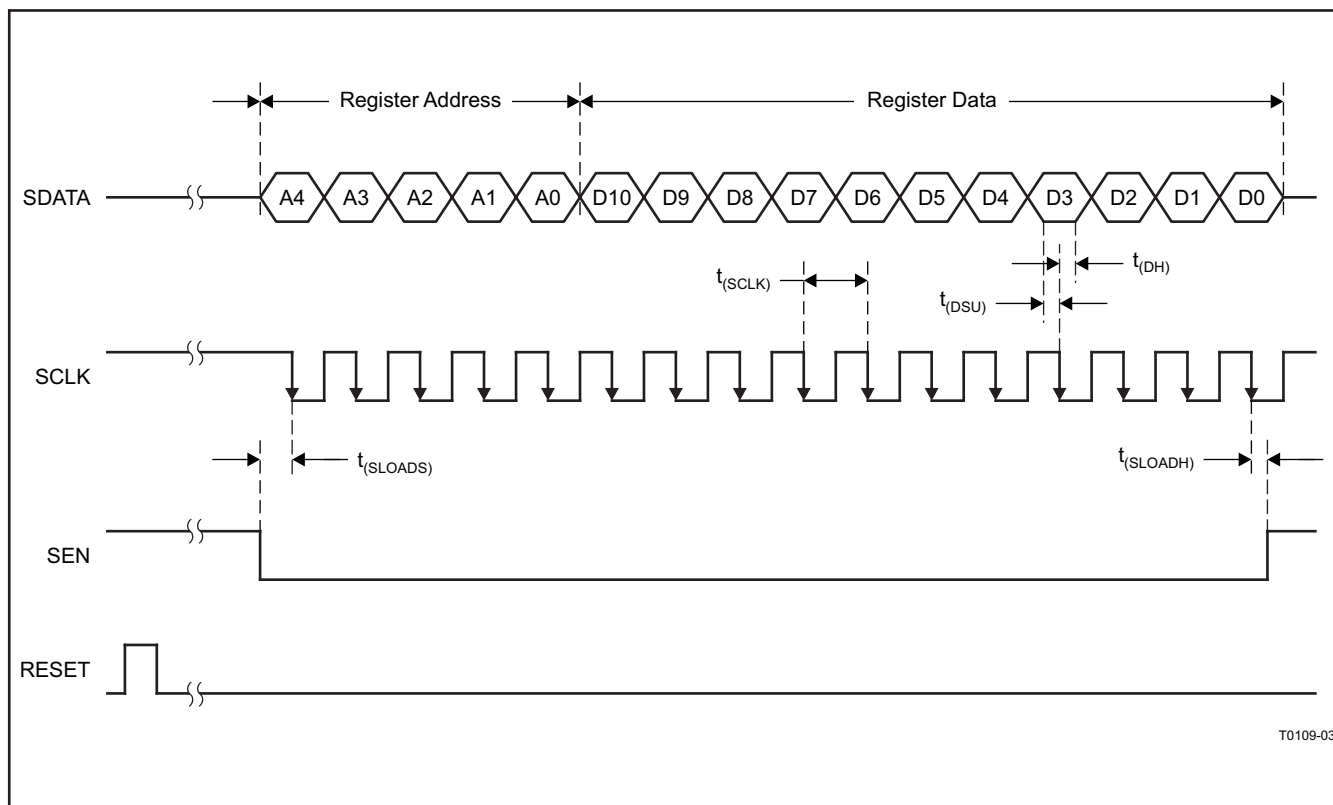 Register Address Register Data
SDATA A4 A3 A2 A1 A0 D10 D9 D8 D7 D6 D5 D4 D3 D2 D1 D0
t(SCLK) t(DH)
t(DSU)
SCLK
t(SLOADS) t(SLOADH)
SEN
RESET
T0109-03